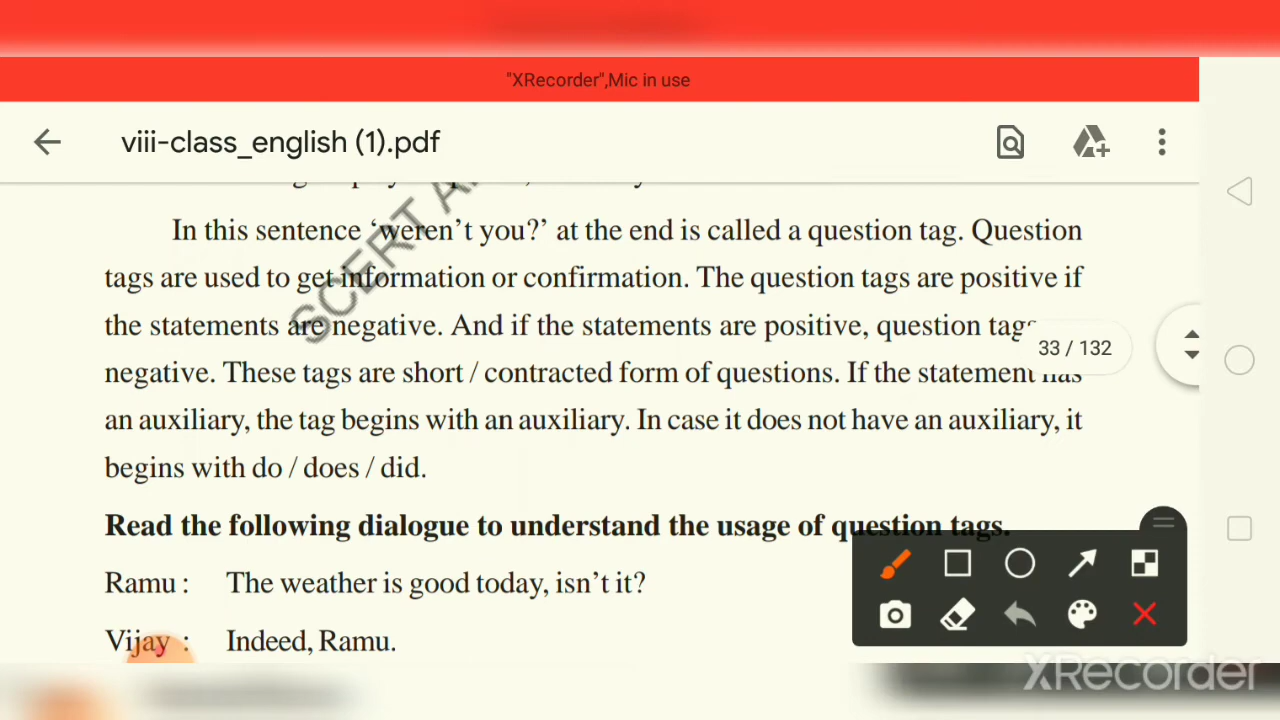 "XRecorder",Mic in use
viii-class_english (1).pdf
In this sentence ‘weren’t you?’ at the end is called a question tag. Question
tags are used to get information or confirmation. The question tags are positive if
the statements are negative. And if the statements are positive, question tags
33 / 132
negative. These tags are short / contracted form of questions. If the statement has
an auxiliary, the tag begins with an auxiliary. In case it does not have an auxiliary, it
begins with do / does / did.
Read the following dialogue to understand the usage of question tags.
Ramu : The weather is good today, isn’t it?
Vijay : Indeed, Ramu.
SCERT
XRecorder